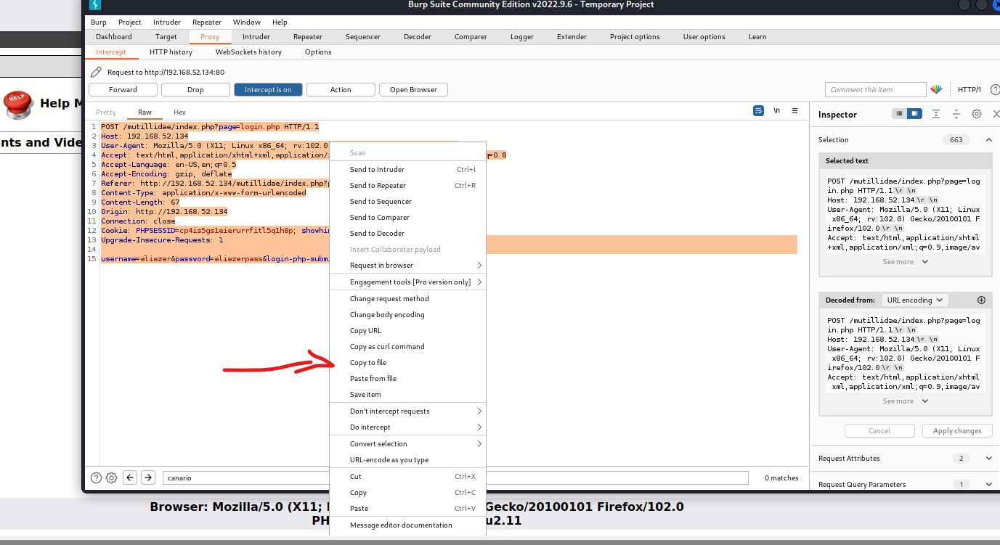 Burp Suite Community Edition v2022.9.6 - Temporary Project
Burp Project Intruder Repeater Window Help
Dashboard Target Proxy Intruder Repeater Sequencer Decoder Comparer Logger Extender Project options User options Learn
Intercept HTTP history WebSockets history Options
Request to http://192.168.52.134:80
Forward Drop Intercept is on Action Open Browser Comment this item HTTP/1 ?
Pretty Raw Hex \n
1 POST /mutillidae/index.php?page=login.php HTTP/1.1
2 Host: 192.168.52.134
3 User-Agent: Mozilla/5.0 (X11; Linux x86_64; rv:102.0
4 Accept: text/html,application/xhtml+xml,application/ q=0.8
5 Accept-Language: en-US,en;q=0.5
6 Accept-Encoding: gzip, deflate
7 Referer: http://192.168.52.134/mutillidae/index.php?
8 Content-Type: application/x-www-form-urlencoded
9 Content-Length: 67
10 Origin: http://192.168.52.134
11 Connection: close
12 Cookie: PHPSESSID=cp4is5gs1eierurrfitl5q1h8p; showhi
13 Upgrade-Insecure-Requests: 1
14
15 username=eliezer&password=eliezerpass&login-php-subm
Scan
Send to Intruder Ctrl+I
Send to Repeater Ctrl+R
Send to Sequencer
Send to Comparer
Send to Decoder
Insert Collaborator payload
Request in browser
Engagement tools [Pro version only]
Change request method
Change body encoding
Copy URL
Copy as curl command
Copy to file
Paste from file
Save item
Don't intercept requests
Do intercept
Convert selection
URL-encode as you type
Cut Ctrl+X
Copy Ctrl+C
Paste Ctrl+V
Message editor documentation
Inspector
Selection 663
Selected text
POST /mutillidae/index.php?page=log
in.php HTTP/1.1 \r \n
Host: 192.168.52.134 \r \n
User-Agent: Mozilla/5.0 (X11; Linux
x86_64; rv:102.0) Gecko/20100101 F
irefox/102.0 \r \n
Accept: text/html,application/xhtml
+xml,application/xml;q=0.9,image/av
See more
Decoded from: URL encoding
POST /mutillidae/index.php?page=log
in.php HTTP/1.1 \r \n
Host: 192.168.52.134 \r \n
User-Agent: Mozilla/5.0 (X11; Linux
x86_64; rv:102.0) Gecko/20100101 F
irefox/102.0 \r \n
Accept: text/html,application/xhtml
xml,application/xml;q=0.9,image/av
See more
Cancel Apply changes
Request Attributes 2
Request Query Parameters 1
? canario 0 matches
HELP
Help M
nts and Vide
Browser: Mozilla/5.0 (X11; Gecko/20100101 Firefox/102.0
PH u2.11